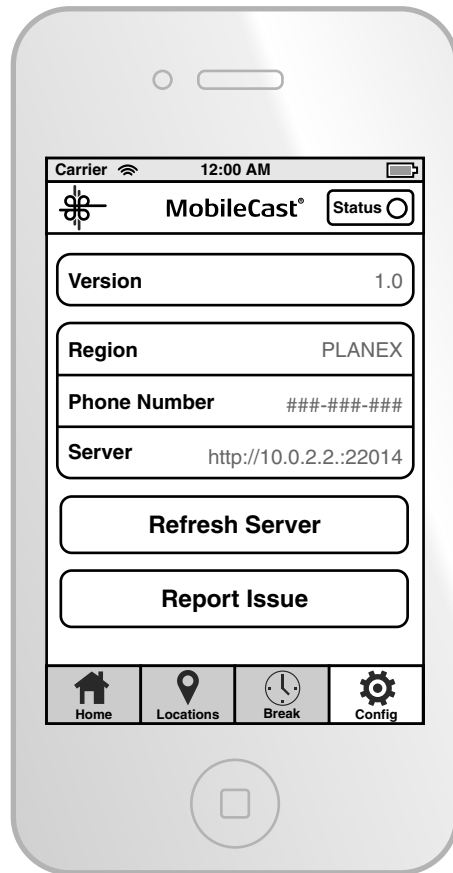 Carrier 12:00 AM
MobileCast® Status
Version 1.0
Region PLANEX
Phone Number ###-###-###
Server http://10.0.2.2.:22014
Refresh Server
Report Issue
Home Locations Break Config